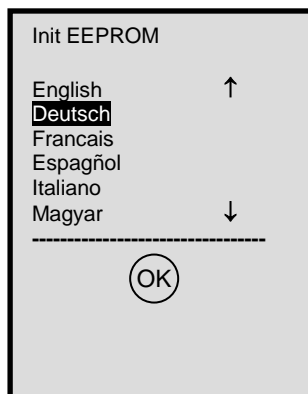 Init EEPROM
English ↑
Deutsch
Francais
Espagñol
Italiano
Magyar ↓
---------------------------------
OK